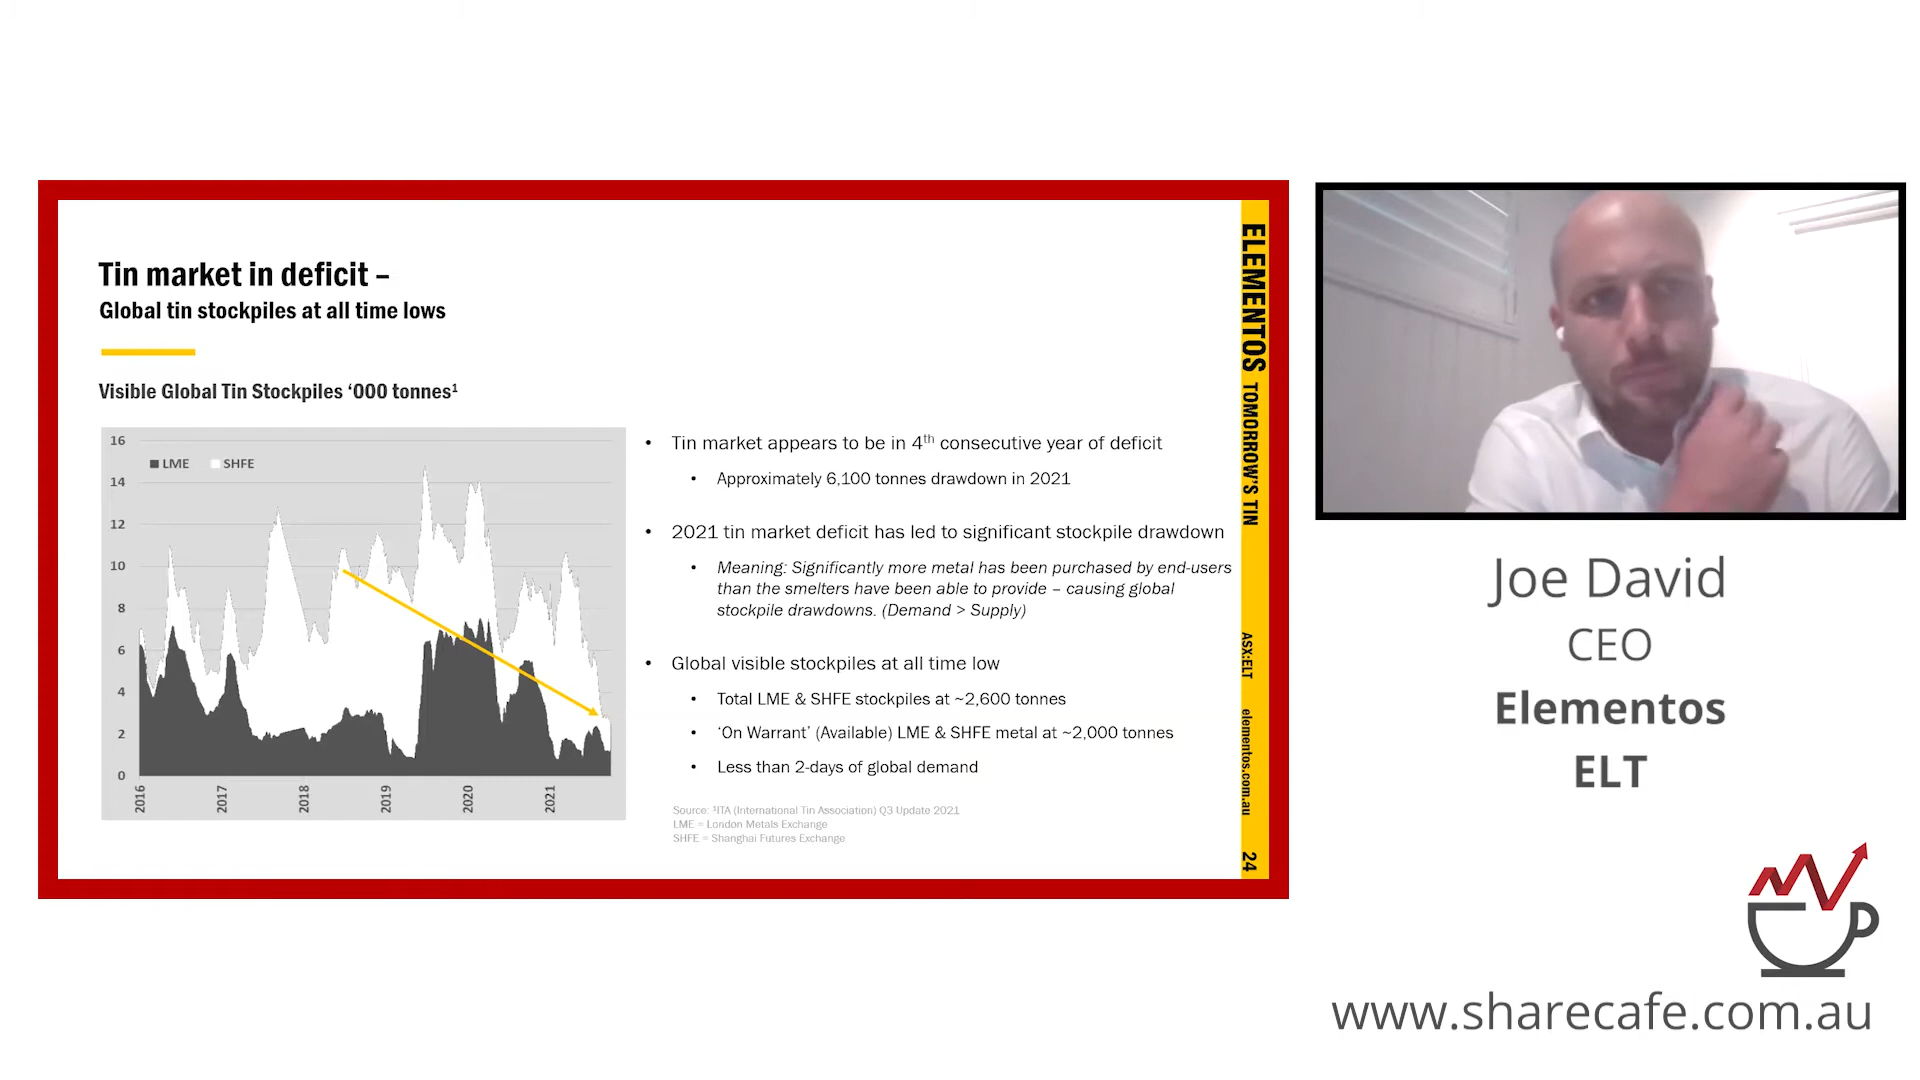 Tin market in deficit –
Global tin stockpiles at all time lows
Visible Global Tin Stockpiles ‘000 tonnes¹
16
14
12
10
8
6
4
2
0
LME SHFE
2016 2017 2018 2019 2020 2021
• Tin market appears to be in 4th consecutive year of deficit
• Approximately 6,100 tonnes drawdown in 2021
• 2021 tin market deficit has led to significant stockpile drawdown
• Meaning: Significantly more metal has been purchased by end-users
than the smelters have been able to provide – causing global
stockpile drawdowns. (Demand > Supply)
• Global visible stockpiles at all time low
• Total LME & SHFE stockpiles at ~2,600 tonnes
• ‘On Warrant’ (Available) LME & SHFE metal at ~2,000 tonnes
• Less than 2-days of global demand
Source: ¹ITA (International Tin Association) Q3 Update 2021
LME = London Metals Exchange
SHFE = Shanghai Futures Exchange
ELEMENTOS TOMORROW'S TIN ASX:ELT elementos.com.au 24
Joe David
CEO
Elementos
ELT
www.sharecafe.com.au